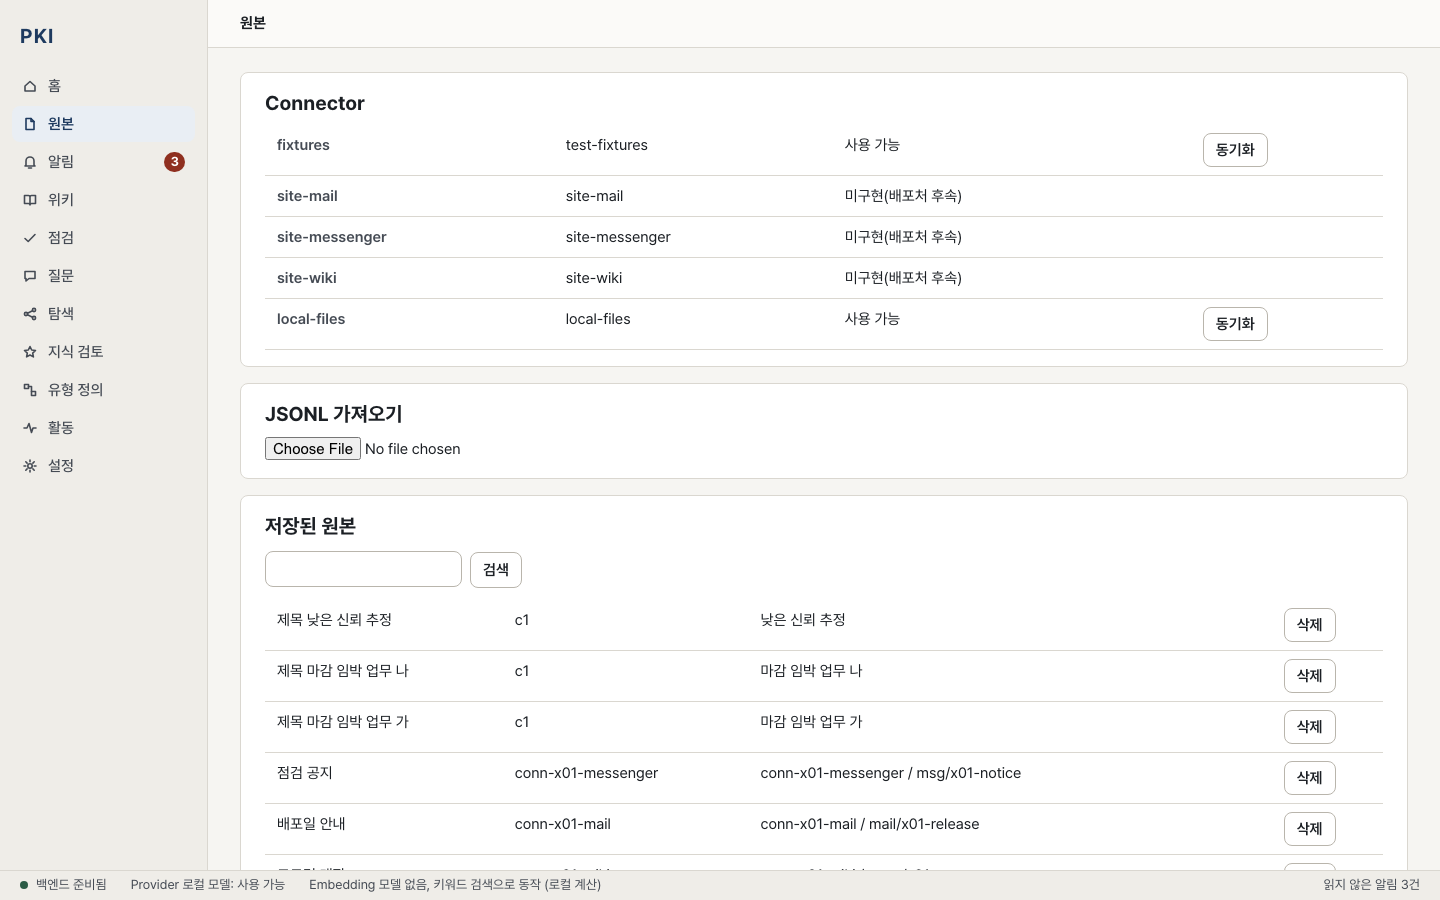 PKI
홈
원본
알림 3
위키
점검
질문
탐색
지식 검토
유형 정의
활동
설정
원본
Connector
fixtures test-fixtures 사용 가능 동기화
site-mail site-mail 미구현(배포처 후속)
site-messenger site-messenger 미구현(배포처 후속)
site-wiki site-wiki 미구현(배포처 후속)
local-files local-files 사용 가능 동기화
JSONL 가져오기
Choose File No file chosen
저장된 원본
검색
제목 낮은 신뢰 추정 c1 낮은 신뢰 추정 삭제
제목 마감 임박 업무 나 c1 마감 임박 업무 나 삭제
제목 마감 임박 업무 가 c1 마감 임박 업무 가 삭제
점검 공지 conn-x01-messenger conn-x01-messenger / msg/x01-notice 삭제
배포일 안내 conn-x01-mail conn-x01-mail / mail/x01-release 삭제
백엔드 준비됨 Provider 로컬 모델: 사용 가능 Embedding 모델 없음, 키워드 검색으로 동작 (로컬 계산) 읽지 않은 알림 3건